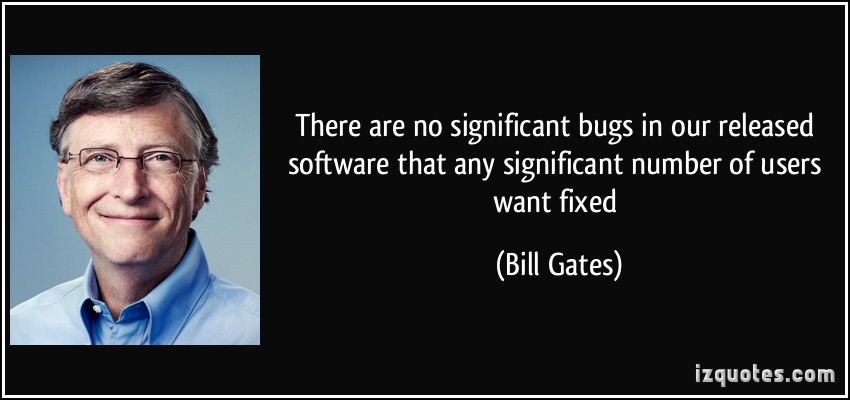 There are no significant bugs in our released
software that any significant number of users
want fixed
(Bill Gates)
izquotes.com